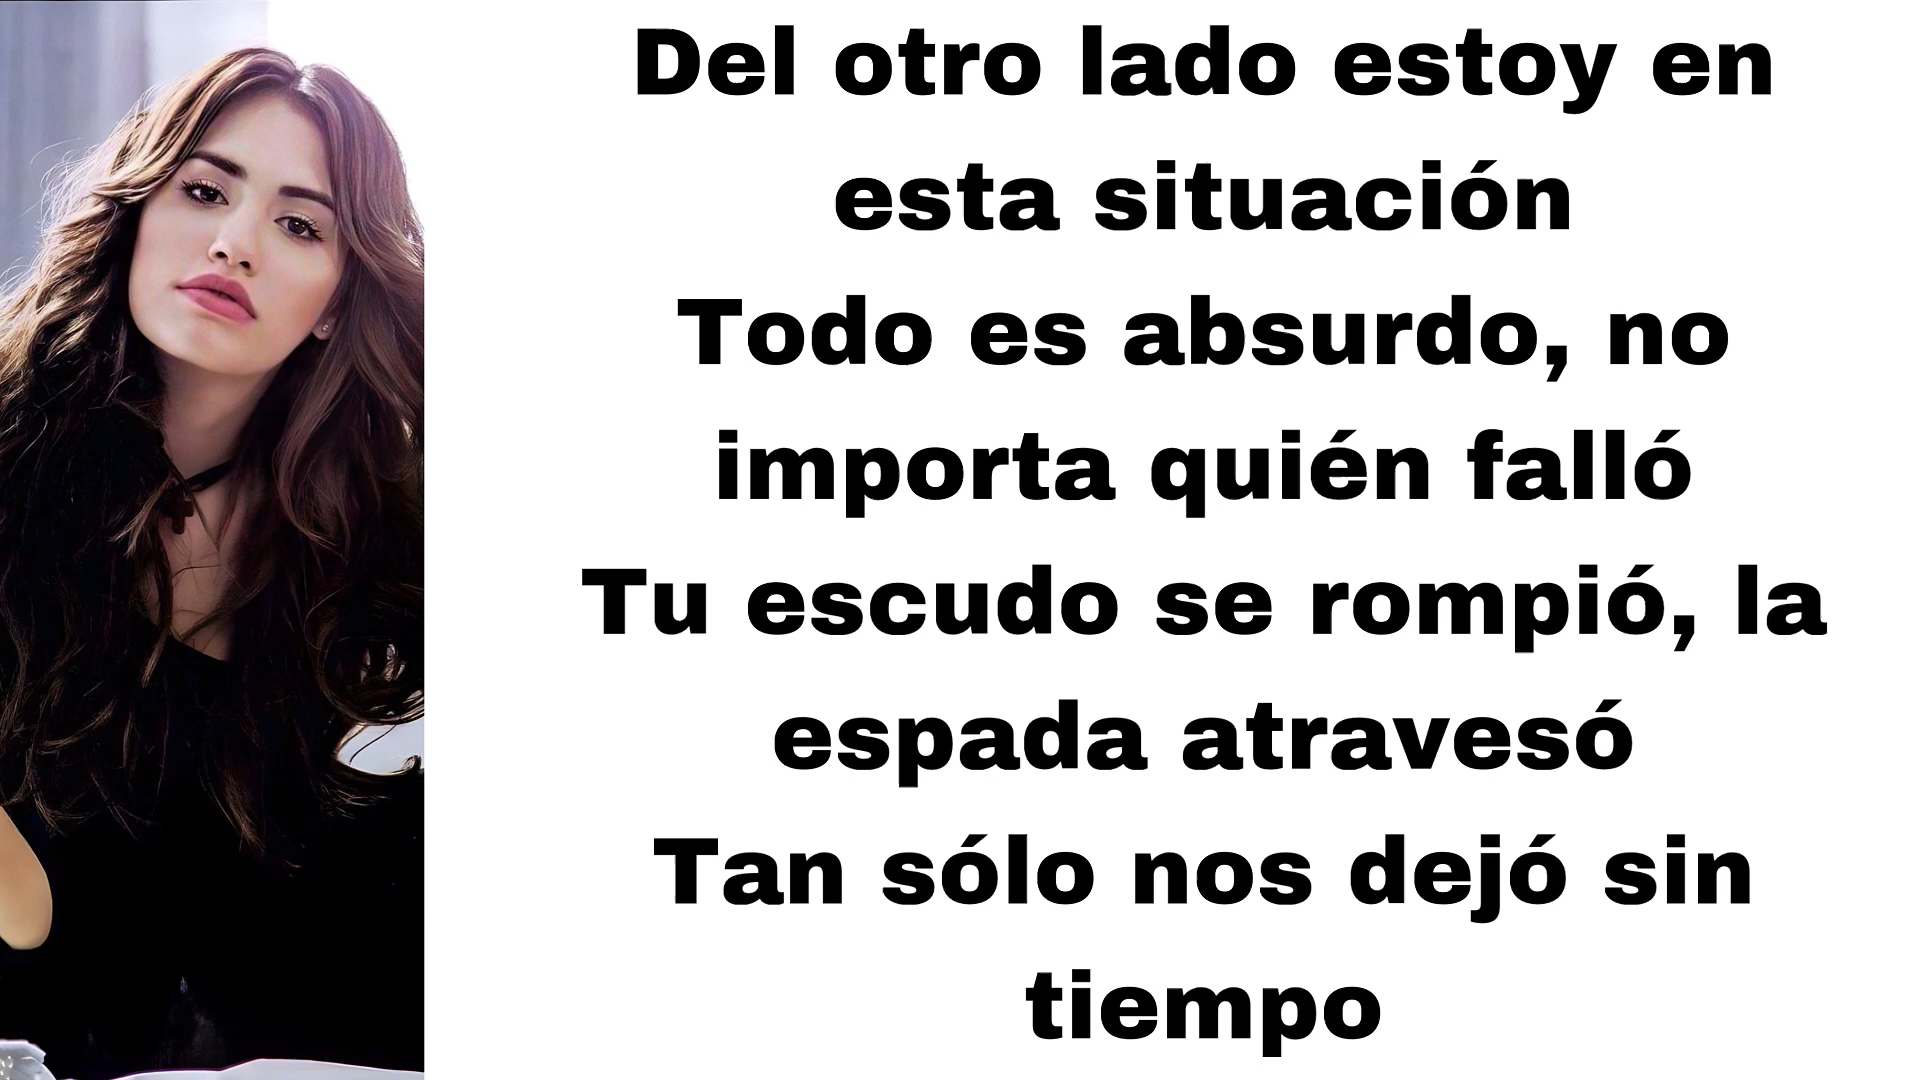 Del otro lado estoy en
esta situación
Todo es absurdo, no
importa quién falló
Tu escudo se rompió, la
espada atravesó
Tan sólo nos dejó sin
tiempo